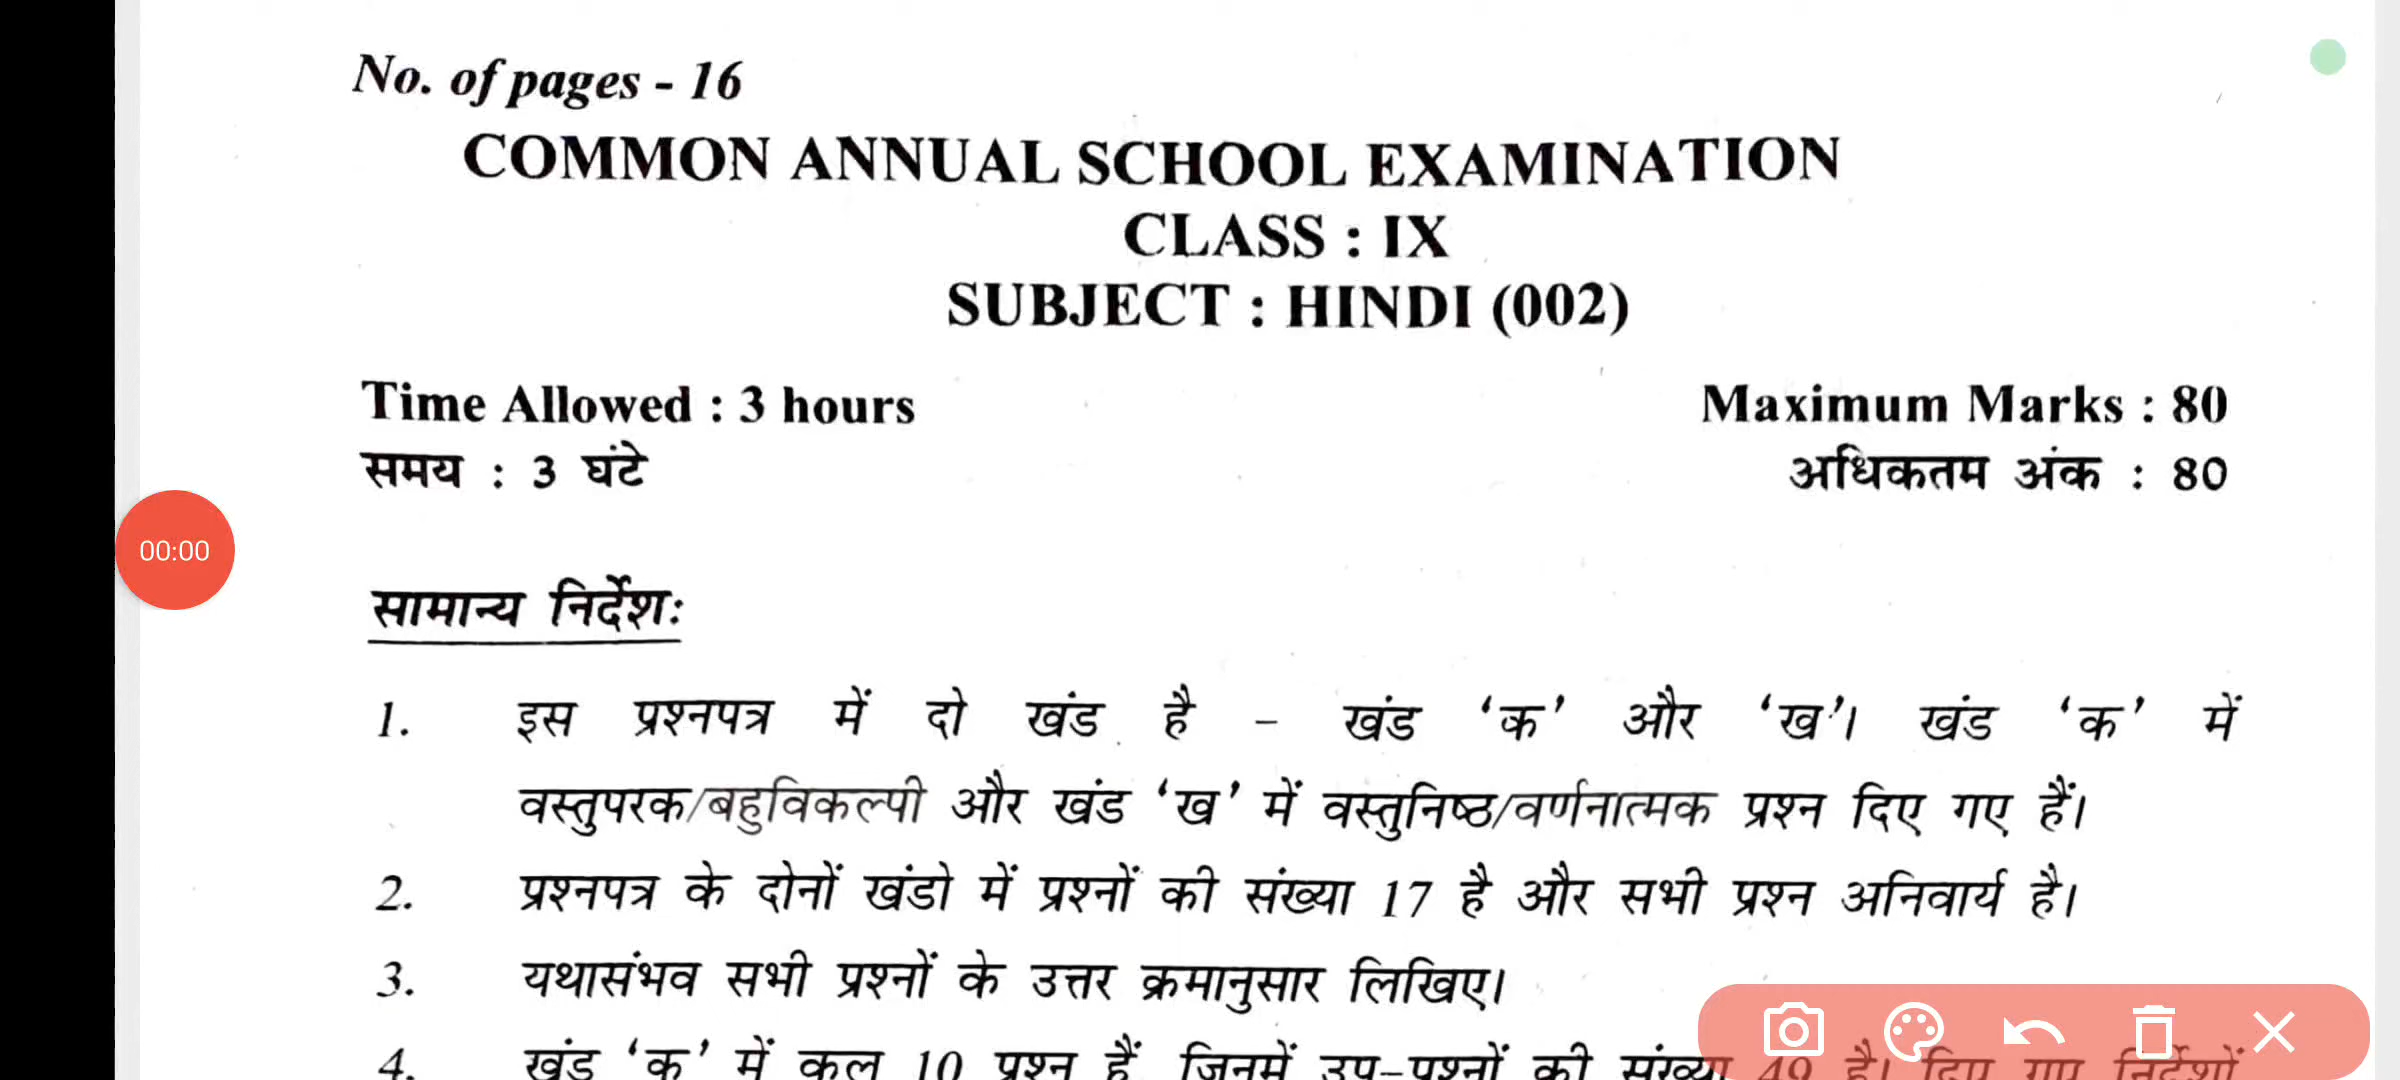 No. of pages - 16
COMMON ANNUAL SCHOOL EXAMINATION
CLASS : IX
SUBJECT : HINDI (002)
Time Allowed : 3 hours Maximum Marks : 80
समय : 3 घंटे अधिकतम अंक : 80
00:00
सामान्य निर्देश:
1. इस प्रश्नपत्र में दो खंड है - खंड ‘क’ और ‘ख’। खंड ‘क’ में
वस्तुपरक/बहुविकल्पी और खंड ‘ख’ में वस्तुनिष्ठ/वर्णनात्मक प्रश्न दिए गए हैं।
2. प्रश्नपत्र के दोनों खंडो में प्रश्नों की संख्या 17 है और सभी प्रश्न अनिवार्य है।
3. यथासंभव सभी प्रश्नों के उत्तर क्रमानुसार लिखिए।
4. खंड ‘क’ में कुल 10 प्रश्न हैं, जिनमें उप-प्रश्नों की संख्या 49 है। दिए गए निर्देशों